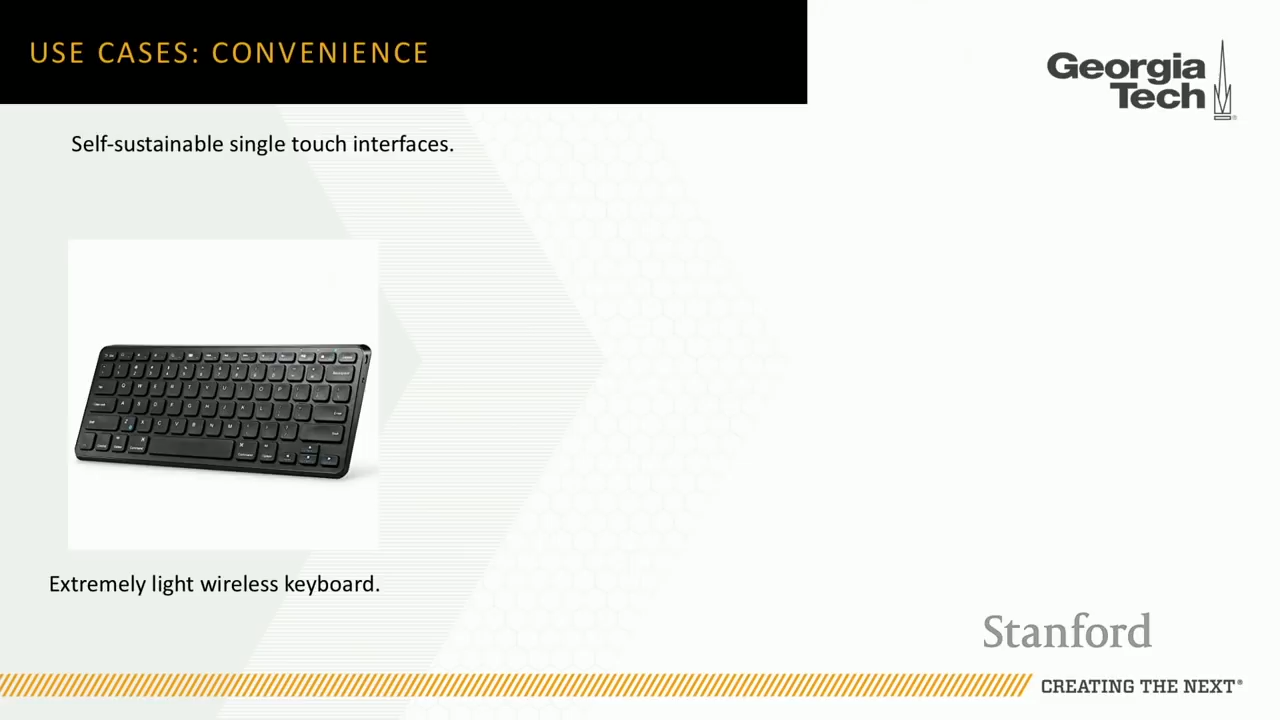 USE CASES: CONVENIENCE
Georgia
Tech
Self-sustainable single touch interfaces.
Extremely light wireless keyboard.
Stanford
CREATING THE NEXT®